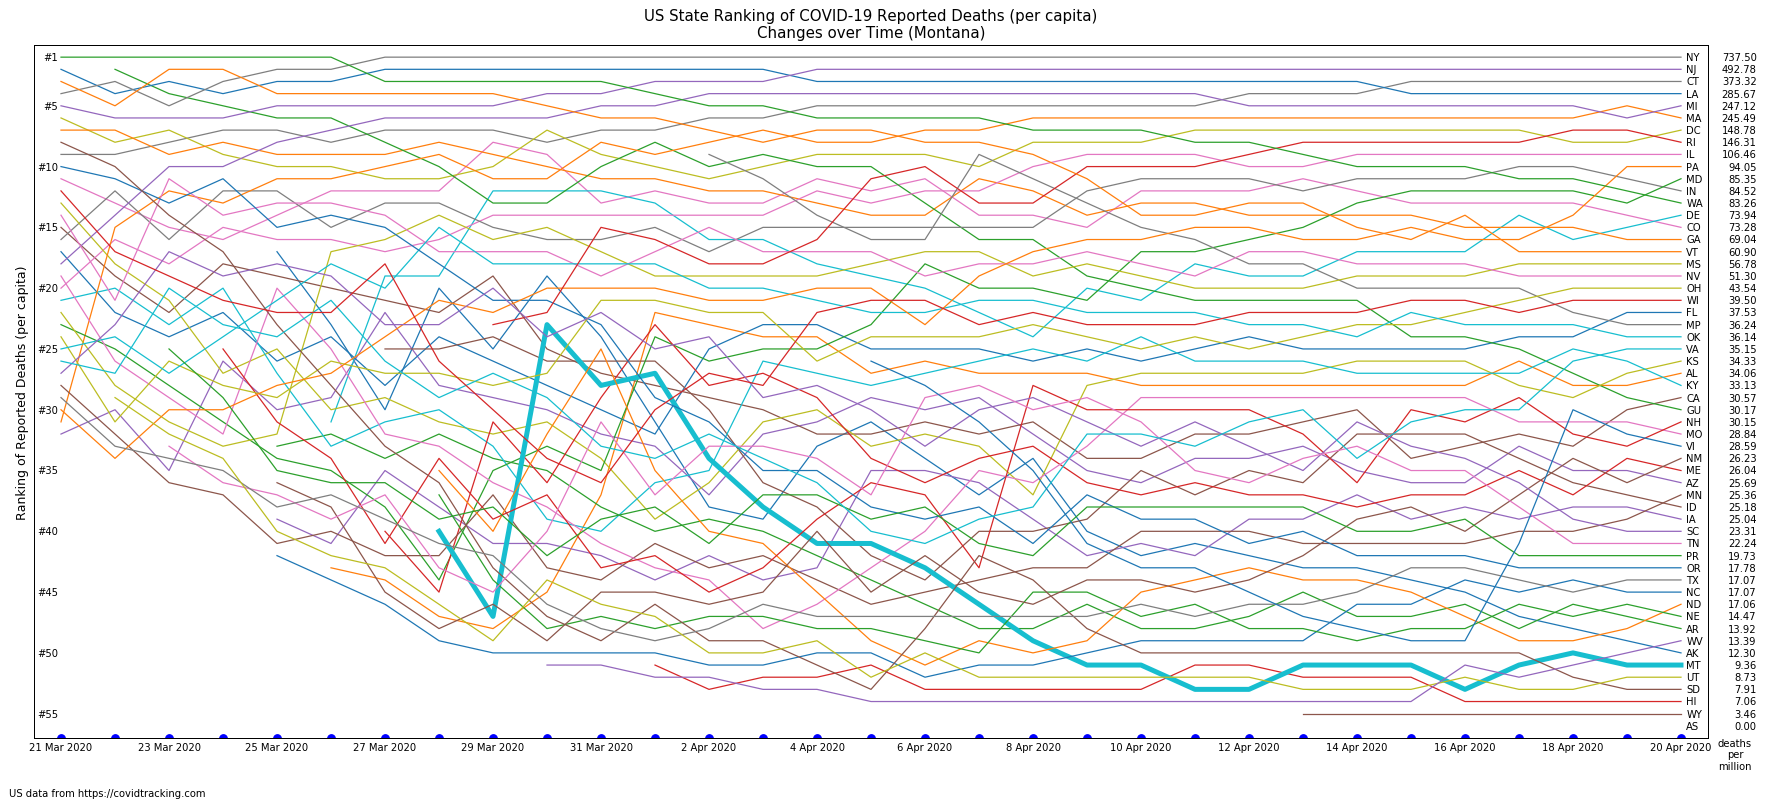 US State Ranking of COVID-19 Reported Deaths (per capita)
Changes over Time (Montana)
Ranking of Reported Deaths (per capita)
#1
#5
#10
#15
#20
#25
#30
#35
#40
#45
#50
#55
NY 737.50
NJ 492.78
CT 373.32
LA 285.67
MI 247.12
MA 245.49
DC 148.78
RI 146.31
IL 106.46
PA 94.05
MD 85.35
IN 84.52
WA 83.26
DE 73.94
CO 73.28
GA 69.04
VT 60.90
MS 56.78
NV 51.30
OH 43.54
WI 39.50
FL 37.53
MP 36.24
OK 36.14
VA 35.15
KS 34.33
AL 34.06
KY 33.13
CA 30.57
GU 30.17
NH 30.15
MO 28.84
VI 28.59
NM 26.23
ME 26.04
AZ 25.69
MN 25.36
ID 25.18
IA 25.04
SC 23.31
TN 22.24
PR 19.73
OR 17.78
TX 17.07
NC 17.07
ND 17.06
NE 14.47
AR 13.92
WV 13.39
AK 12.30
MT 9.36
UT 8.73
SD 7.91
HI 7.06
WY 3.46
AS 0.00
21 Mar 2020 23 Mar 2020 25 Mar 2020 27 Mar 2020 29 Mar 2020 31 Mar 2020 2 Apr 2020 4 Apr 2020 6 Apr 2020 8 Apr 2020 10 Apr 2020 12 Apr 2020 14 Apr 2020 16 Apr 2020 18 Apr 2020 20 Apr 2020
deaths
per
million
US data from https://covidtracking.com